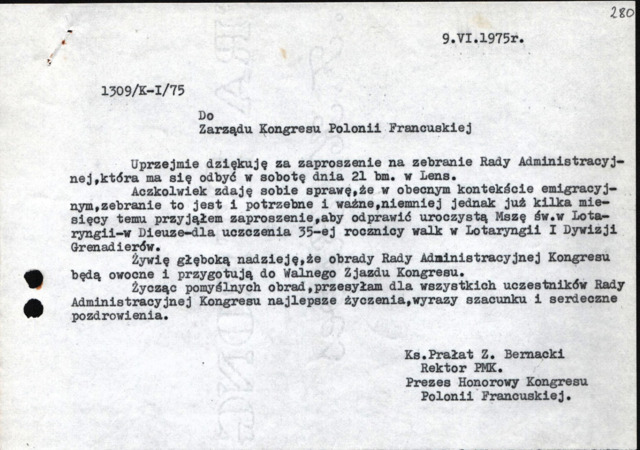 280
9.VI.1975r.
1309/K-I/75
Do
Zarządu Kongresu Polonii Francuskiej
Uprzejmie dziękuję za zaproszenie na zebranie Rady Administracyj-
nej,która ma się odbyć w sobotę dnia 21 bm. w Lens.
Aczkolwiek zdaję sobie sprawę,że w obecnym kontekście emigracyj-
nym,zebranie to jest i potrzebne i ważne,niemniej jednak już kilka mie-
sięcy temu przyjąłem zaproszenie,aby odprawić uroczystą Mszę św.w Lota-
ryngii-w Dieuze-dla uczczenia 35-ej rocznicy walk w Lotaryngii I Dywizji
Grenadierów.
Żywię głęboką nadzieję,że obrady Rady Administracyjnej Kongresu
będą owocne i przygotują do Walnego Zjazdu Kongresu.
Życząc pomyślnych obrad,przesyłam dla wszystkich uczestników Rady
Administracyjnej Kongresu najlepsze życzenia,wyrazy szacunku i serdeczne
pozdrowienia.
Ks.Prałat Z. Bernacki
Rektor PMK.
Prezes Honorowy Kongresu
Polonii Francuskiej.